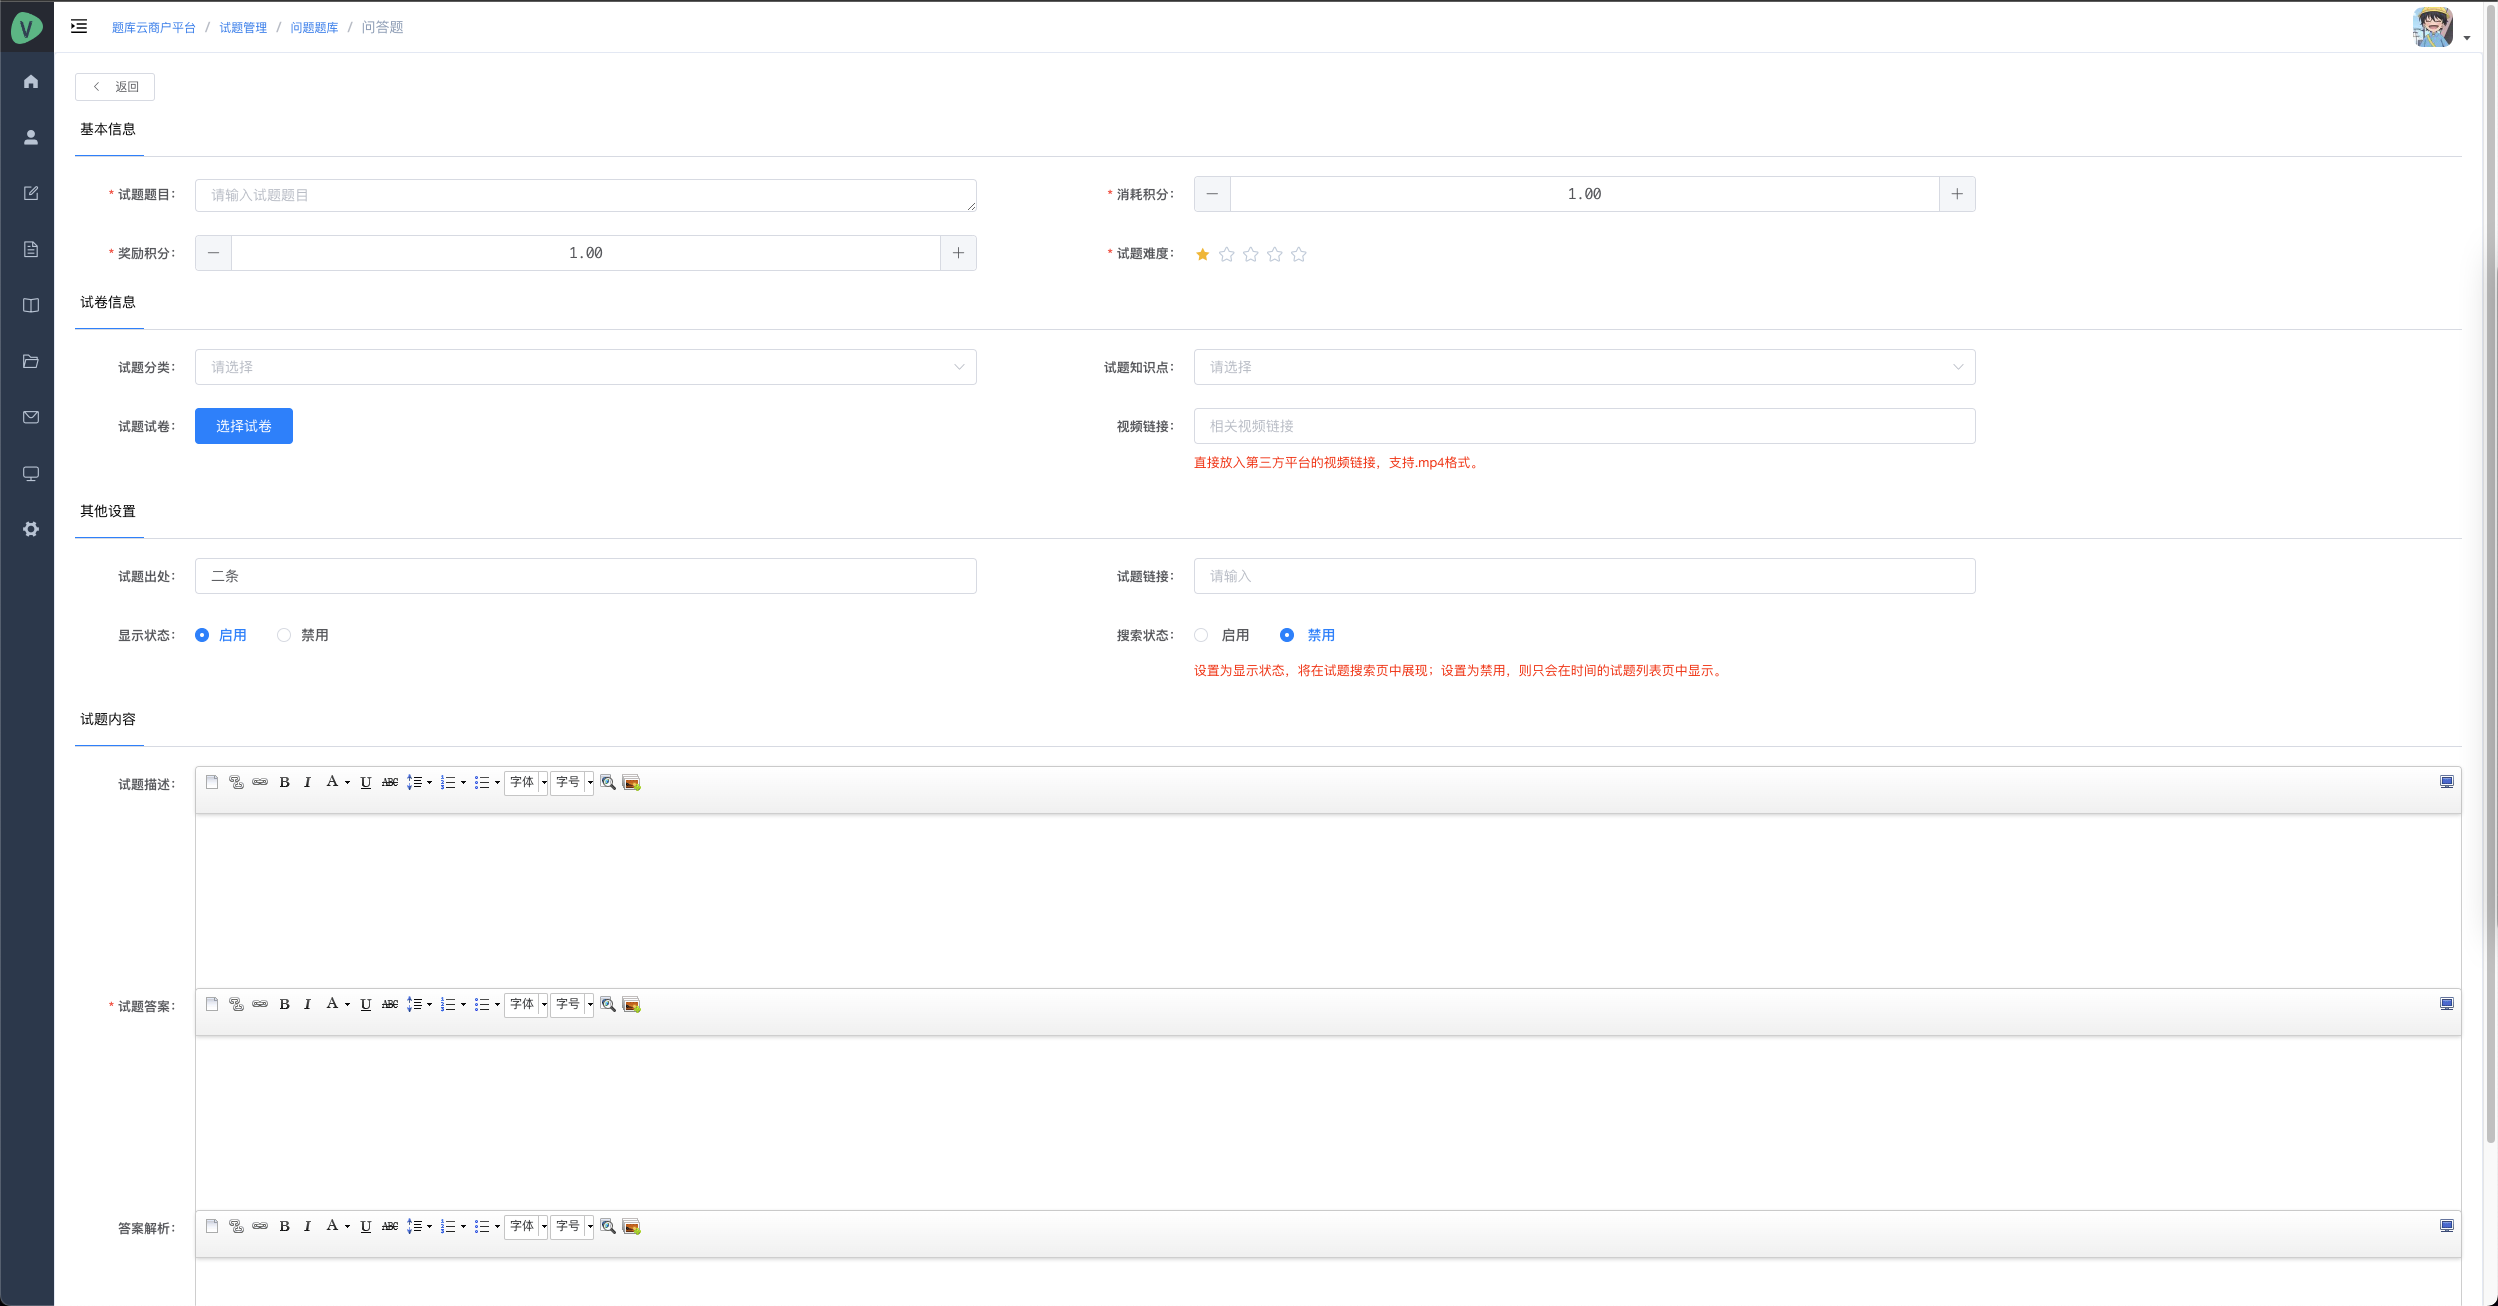 V
题库云商户平台 / 试题管理 / 问题题库 / 问答题
返回
基本信息
* 试题题目： 请输入试题题目
* 消耗积分： 1.00
* 奖励积分： 1.00
* 试题难度：
试卷信息
试题分类： 请选择
试题知识点： 请选择
试题试卷： 选择试卷
视频链接： 相关视频链接
直接放入第三方平台的视频链接，支持.mp4格式。
其他设置
试题出处： 二条
试题链接： 请输入
显示状态： 启用 禁用
搜索状态： 启用 禁用
设置为显示状态，将在试题搜索页中展现；设置为禁用，则只会在时间的试题列表页中显示。
试题内容
试题描述： B I A U ABC 字体 字号
* 试题答案： B I A U ABC 字体 字号
答案解析： B I A U ABC 字体 字号